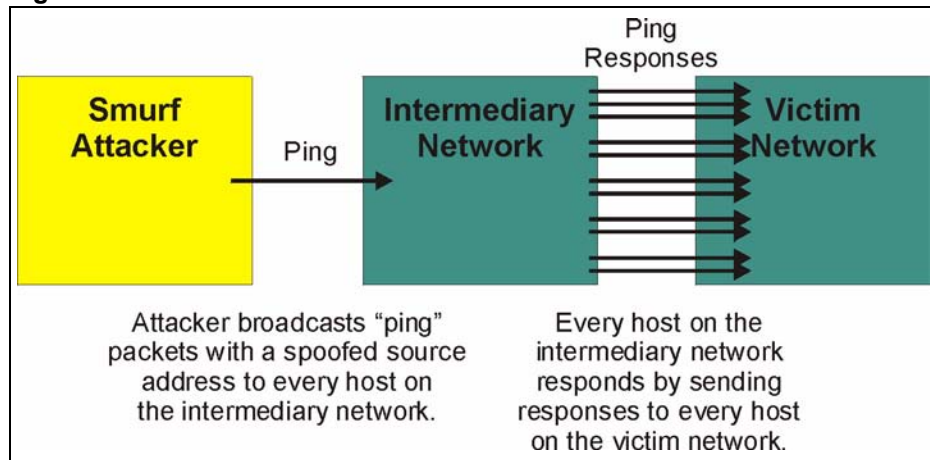 Ping
Responses
Smurf
Attacker
Ping
Intermediary
Network
Victim
Network
Attacker broadcasts “ping”
packets with a spoofed source
address to every host on
the intermediary network.
Every host on the
intermediary network
responds by sending
responses to every host
on the victim network.